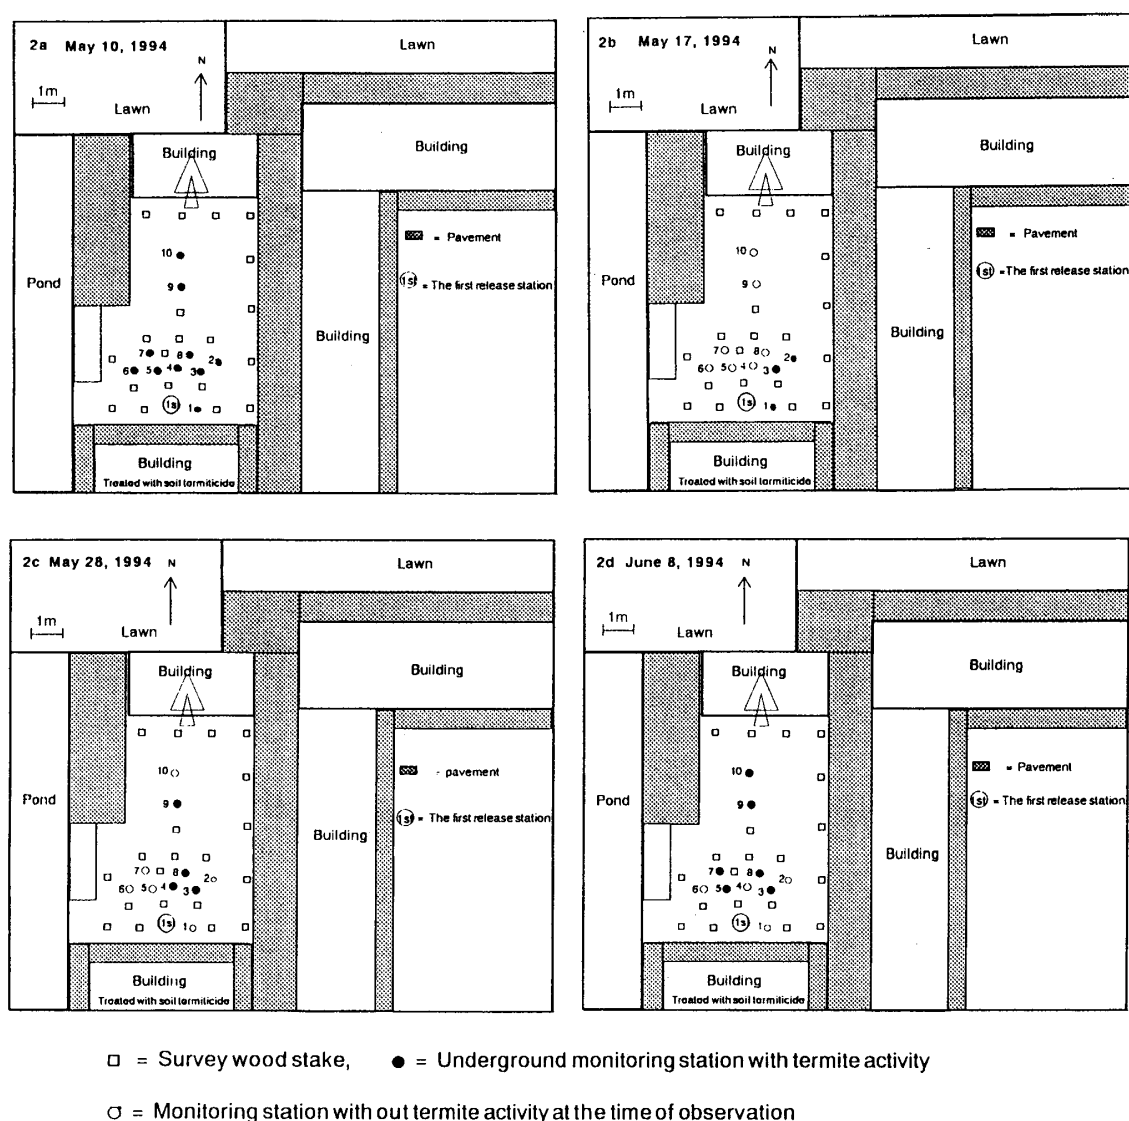 2a May 10, 1994
N
Lawn
1m
Lawn
Building
Building
= Pavement
10
Pond
1st = The first release station
9
Building
7 8 2
6 5 4 3
1st 1
Building
Treated with soil termiticide
2b May 17, 1994
N
Lawn
1m
Lawn
Building
Building
= Pavement
10
Pond
1st =The first release station
9
Building
7 8 2
6 5 4 3
1st 1
Building
Treated with soil termiticide
2c May 28, 1994 N
Lawn
1m
Lawn
Building
Building
10 = pavement
Pond
9
1st = The first release station
Building
7 8 2
6 5 4 3
1s 1
Building
Treated with soil termiticide
2d June 8, 1994 N
Lawn
1m
Lawn
Building
Building
10 = Pavement
Pond
9
1st = The first release station
Building
7 8 2
6 5 4 3
1s 1
Building
Treated with soil termiticide
= Survey wood stake, = Underground monitoring station with termite activity
= Monitoring station with out termite activity at the time of observation